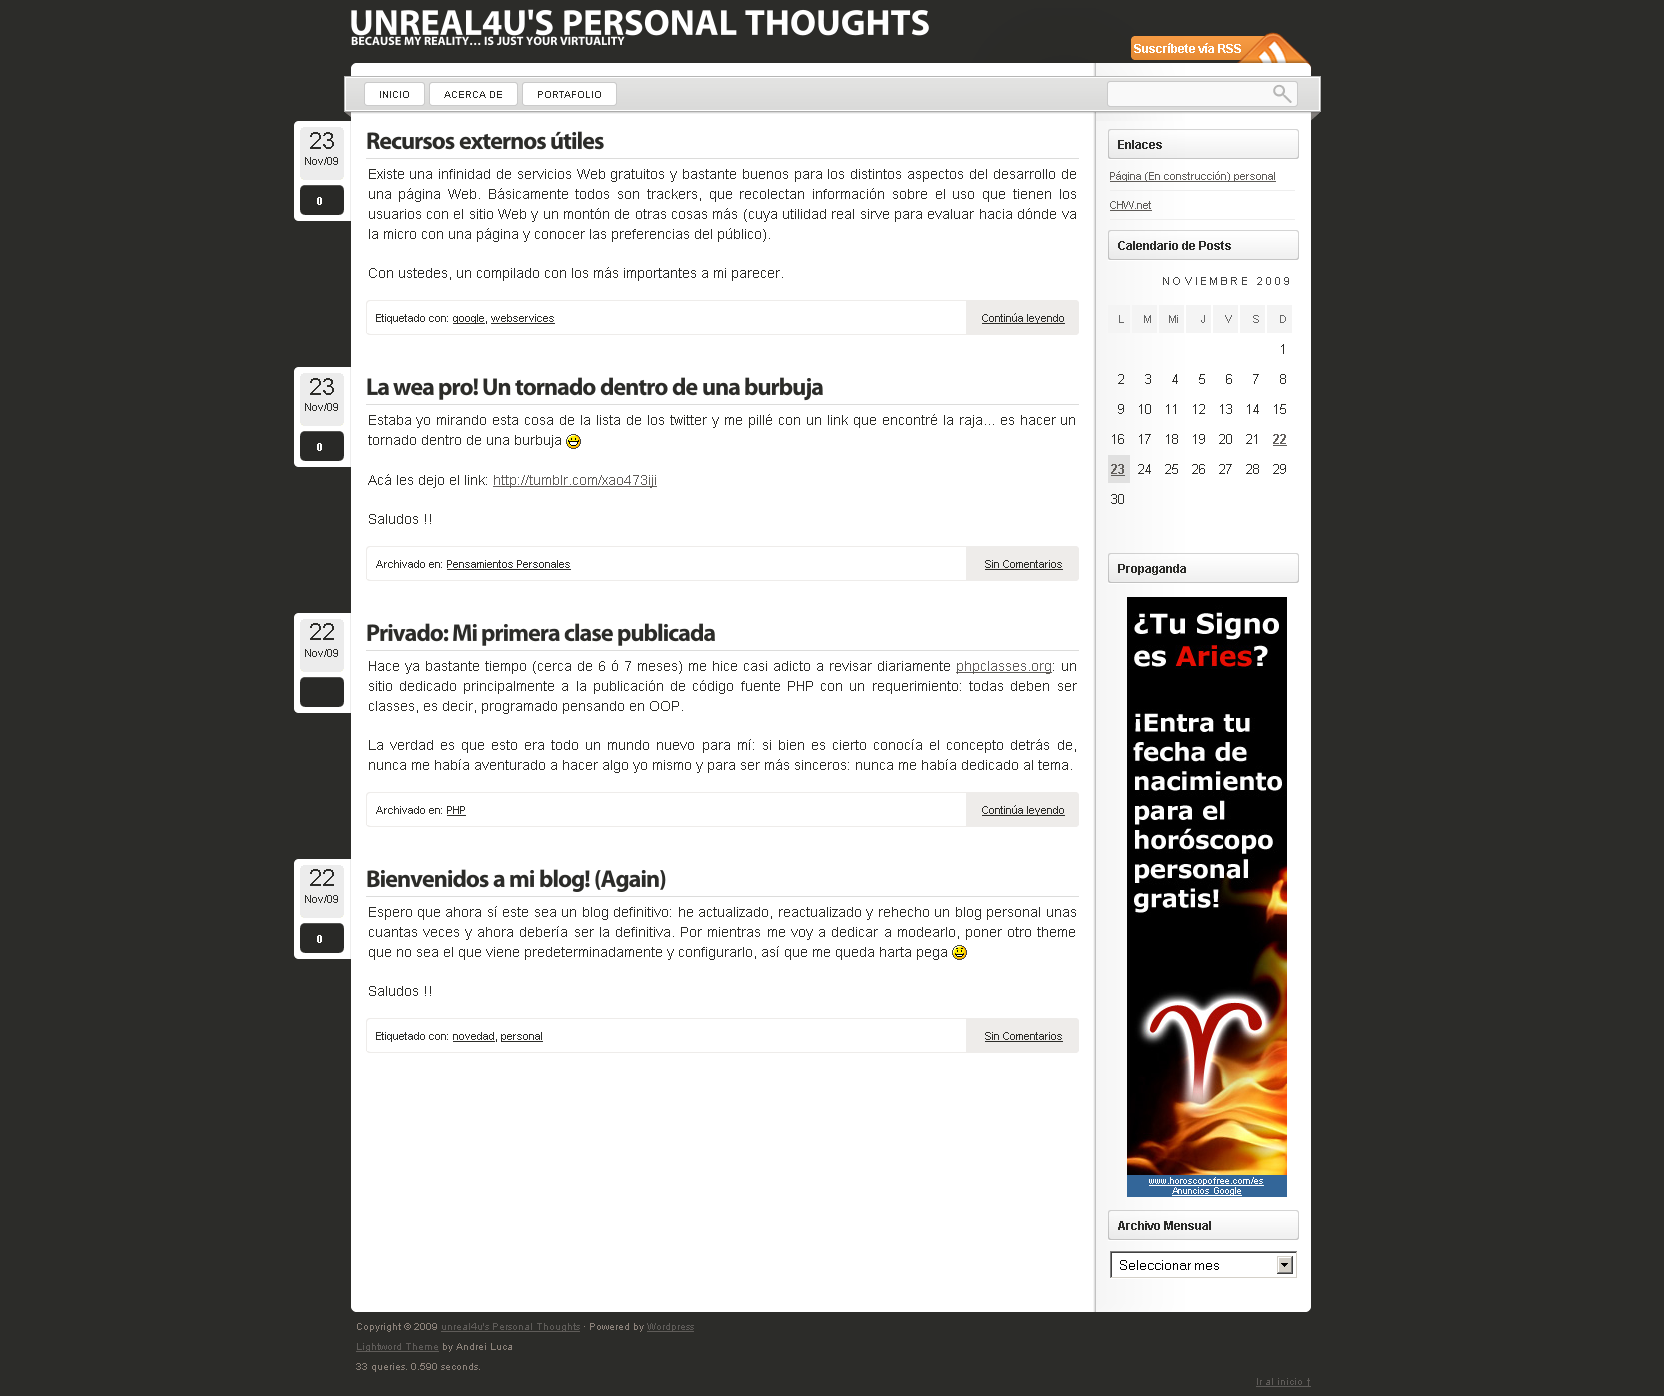 UNREAL4U'S PERSONAL THOUGHTS
BECAUSE MY REALITY... IS JUST YOUR VIRTUALITY
Suscríbete vía RSS
INICIO
ACERCA DE
PORTAFOLIO
23
Nov/09
0
Recursos externos útiles
Existe una infinidad de servicios Web gratuitos y bastante buenos para los distintos aspectos del desarrollo de
una página Web. Básicamente todos son trackers, que recolectan información sobre el uso que tienen los
usuarios con el sitio Web y un montón de otras cosas más (cuya utilidad real sirve para evaluar hacia dónde va
la micro con una página y conocer las preferencias del público).
Con ustedes, un compilado con los más importantes a mi parecer.
Etiquetado con: google, webservices
Continúa leyendo
23
Nov/09
0
La wea pro! Un tornado dentro de una burbuja
Estaba yo mirando esta cosa de la lista de los twitter y me pillé con un link que encontré la raja... es hacer un
tornado dentro de una burbuja
Acá les dejo el link: http://tumblr.com/xao473iji
Saludos !!
Archivado en: Pensamientos Personales
Sin Comentarios
22
Nov/09
Privado: Mi primera clase publicada
Hace ya bastante tiempo (cerca de 6 ó 7 meses) me hice casi adicto a revisar diariamente phpclasses.org: un
sitio dedicado principalmente a la publicación de código fuente PHP con un requerimiento: todas deben ser
classes, es decir, programado pensando en OOP.
La verdad es que esto era todo un mundo nuevo para mí: si bien es cierto conocía el concepto detrás de,
nunca me había aventurado a hacer algo yo mismo y para ser más sinceros: nunca me había dedicado al tema.
Archivado en: PHP
Continúa leyendo
22
Nov/09
0
Bienvenidos a mi blog! (Again)
Espero que ahora sí este sea un blog definitivo: he actualizado, reactualizado y rehecho un blog personal unas
cuantas veces y ahora debería ser la definitiva. Por mientras me voy a dedicar a modearlo, poner otro theme
que no sea el que viene predeterminadamente y configurarlo, así que me queda harta pega
Saludos !!
Etiquetado con: novedad, personal
Sin Comentarios
Enlaces
Página (En construcción) personal
CHW.net
Calendario de Posts
NOVIEMBRE 2009
L M Mi J V S D
1
2 3 4 5 6 7 8
9 10 11 12 13 14 15
16 17 18 19 20 21 22
23 24 25 26 27 28 29
30
Propaganda
¿Tu Signo
es Aries?
¡Entra tu
fecha de
nacimiento
para el
horóscopo
personal
gratis!
www.horoscopofree.com/es
Anuncios Google
Archivo Mensual
Seleccionar mes
Copyright © 2009 unreal4u's Personal Thoughts · Powered by Wordpress
Lightword Theme by Andrei Luca
33 queries. 0.590 seconds.
Ir al inicio ↑